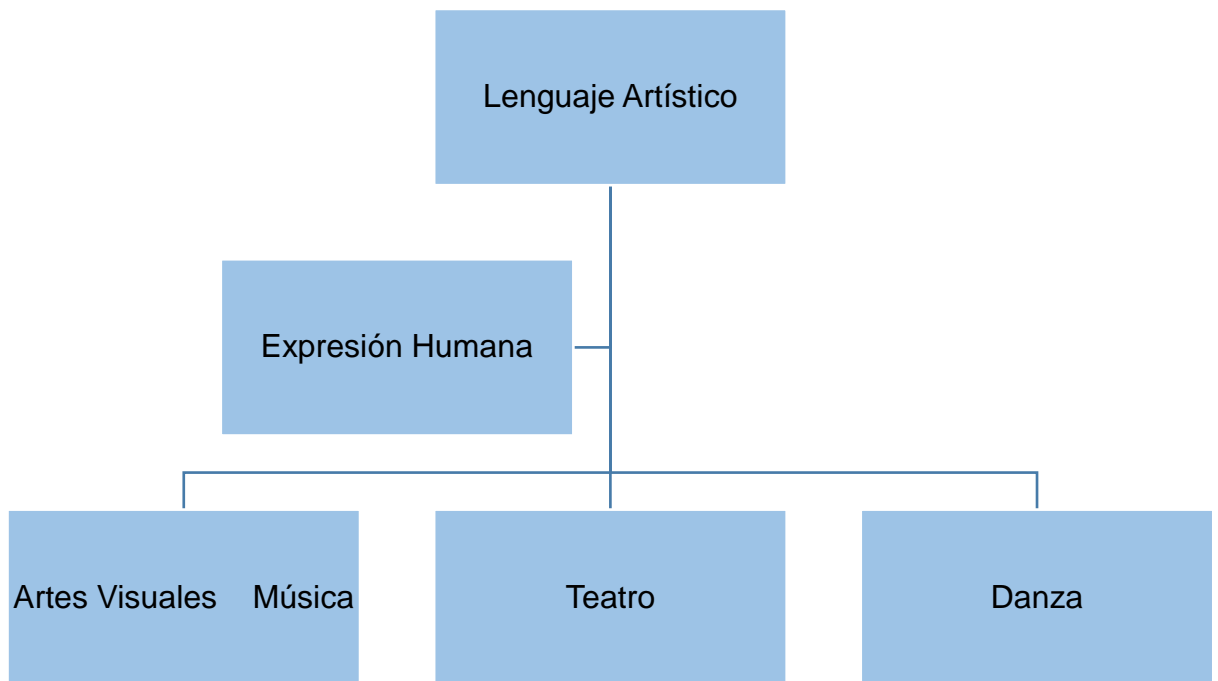 Lenguaje Artístico
Expresión Humana
Artes Visuales Música
Teatro
Danza